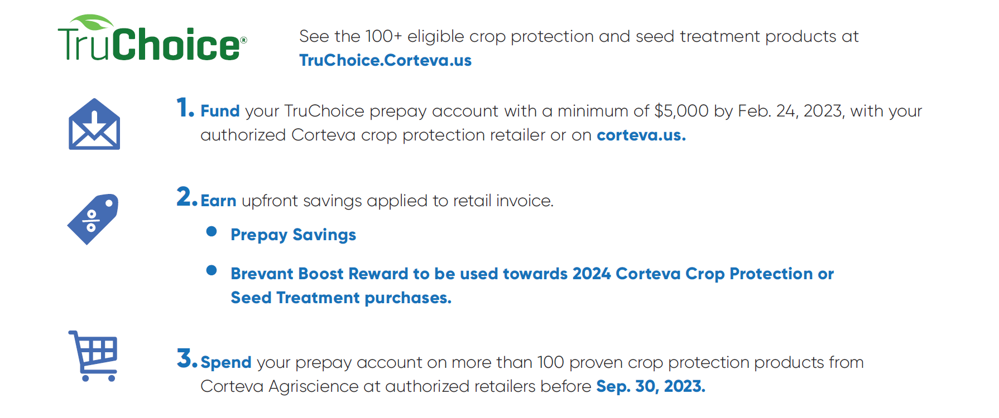 TruChoice®
See the 100+ eligible crop protection and seed treatment products at
TruChoice.Corteva.us
1. Fund your TruChoice prepay account with a minimum of $5,000 by Feb. 24, 2023, with your
authorized Corteva crop protection retailer or on corteva.us.
2. Earn upfront savings applied to retail invoice.
● Prepay Savings
● Brevant Boost Reward to be used towards 2024 Corteva Crop Protection or
Seed Treatment purchases.
3. Spend your prepay account on more than 100 proven crop protection products from
Corteva Agriscience at authorized retailers before Sep. 30, 2023.